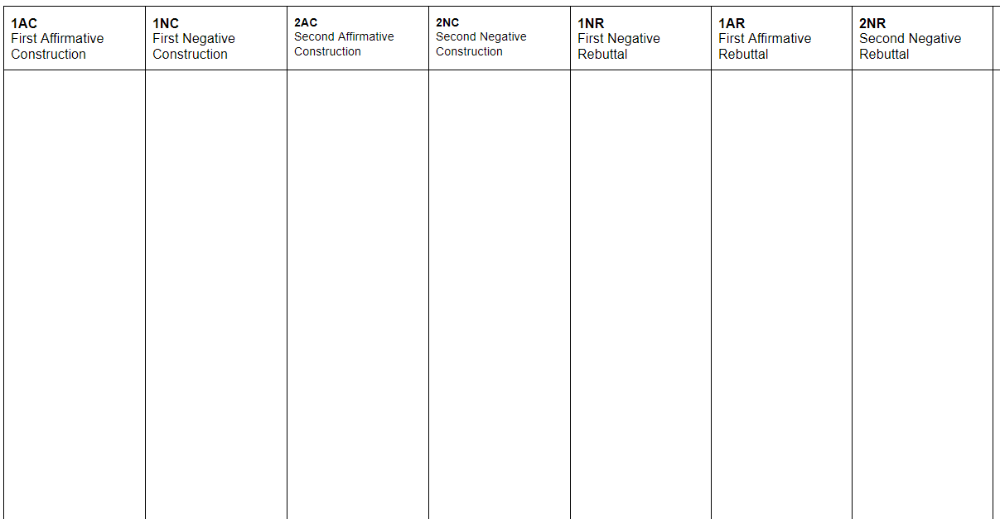 1AC
First Affirmative
Construction
1NC
First Negative
Construction
2AC
Second Affirmative
Construction
2NC
Second Negative
Construction
1NR
First Negative
Rebuttal
1AR
First Affirmative
Rebuttal
2NR
Second Negative
Rebuttal